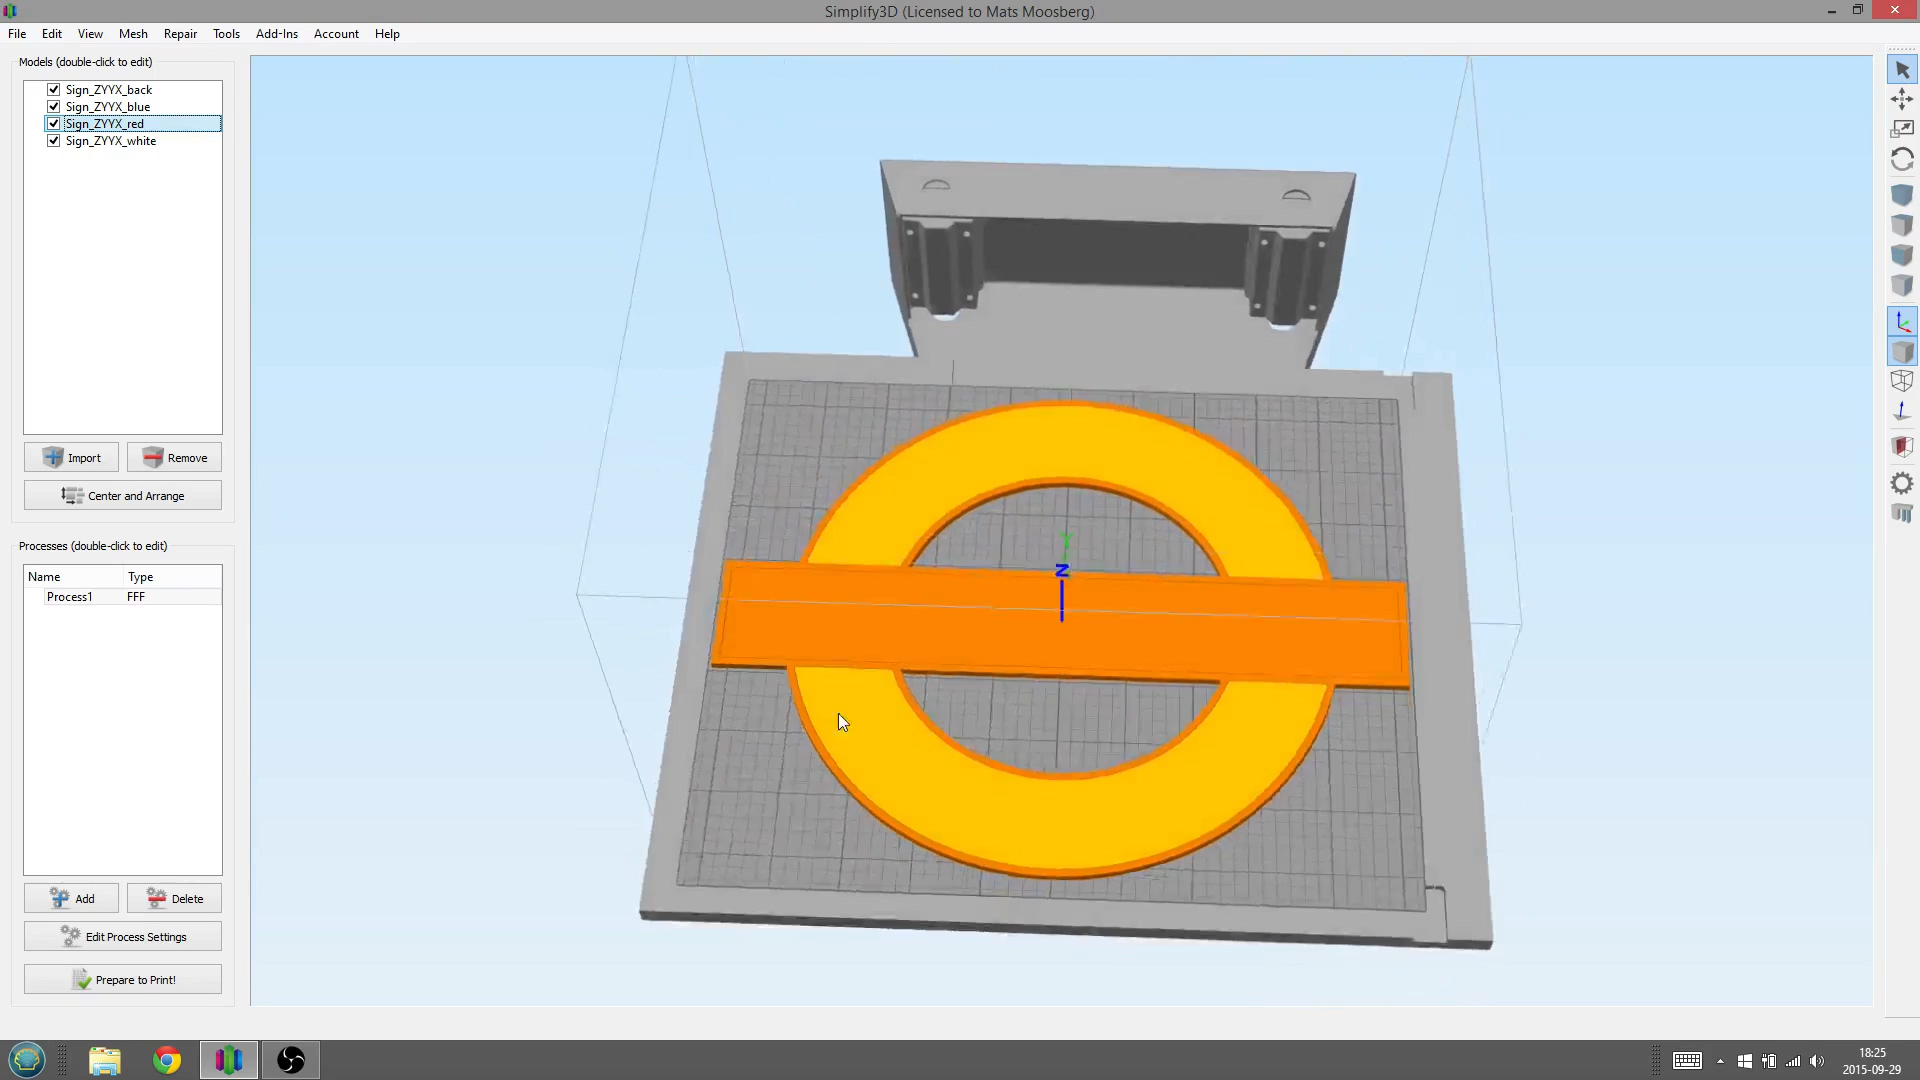 Simplify3D (Licensed to Mats Moosberg)
File Edit View Mesh Repair Tools Add-Ins Account Help
Models (double-click to edit)
Sign_ZYYX_back
Sign_ZYYX_blue
Sign_ZYYX_red
Sign_ZYYX_white
Import Remove
Center and Arrange
Processes (double-click to edit)
Name Type
Process1 FFF
Add Delete
Edit Process Settings
Prepare to Print!
Y
Z
18:25
2015-09-29